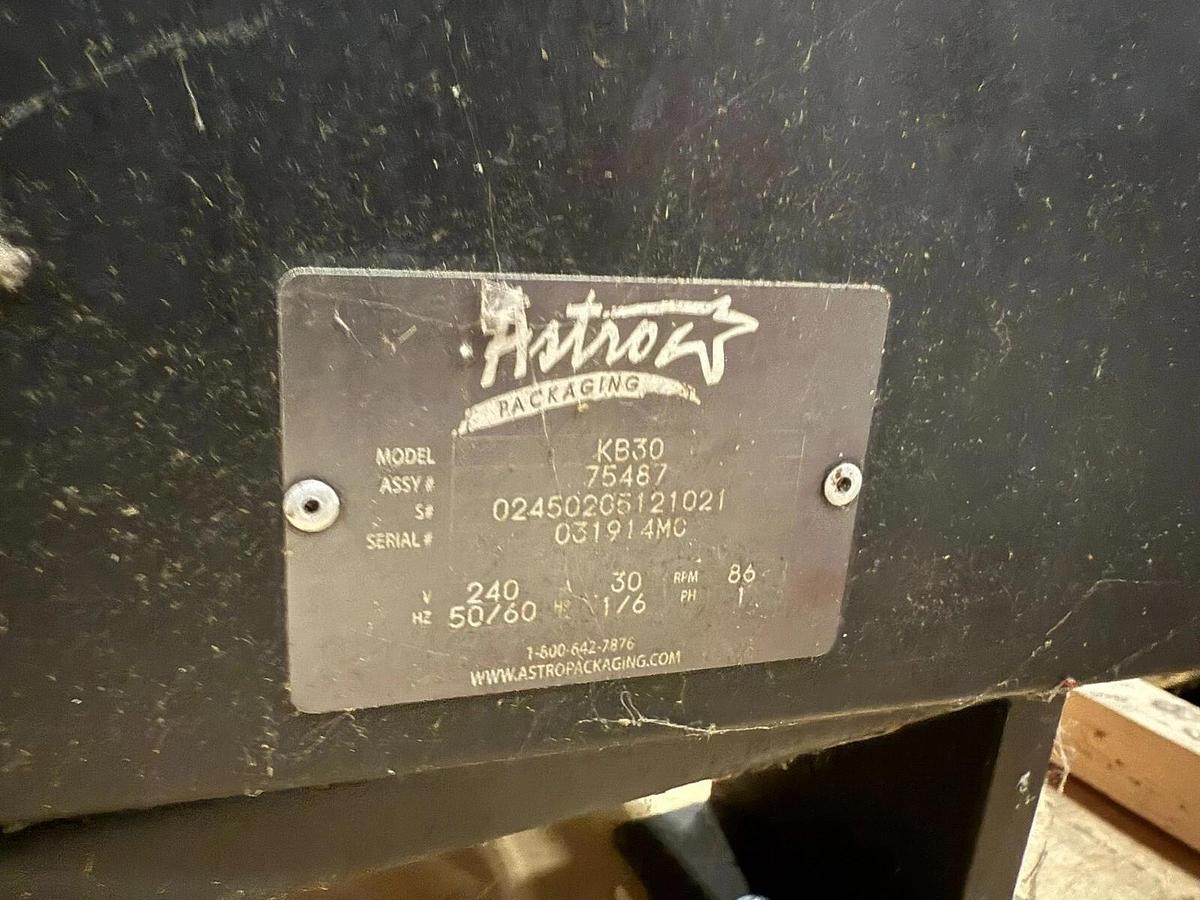 Astro
PACKAGING
MODEL KB30
ASSY# 75487
S# 02450205121021
SERIAL# 031914MC
V 240 A 30 RPM 86
HZ 50/60 HP 1/6 PH 1
1-800-642-7876
WWW.ASTROPACKAGING.COM